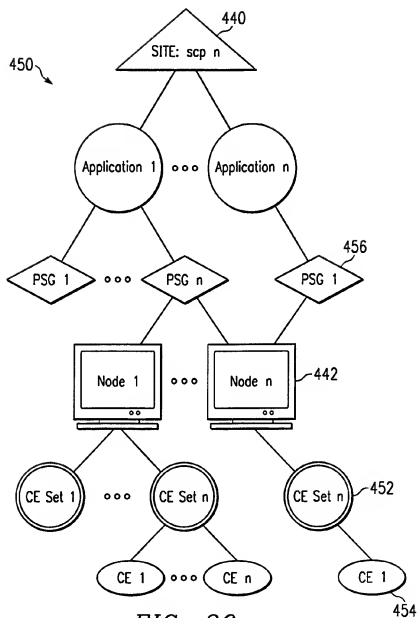 440
SITE: scp n
450
Application 1
Application n
PSG 1
PSG n
PSG 1
456
Node 1
Node n
442
CE Set 1
CE Set n
CE Set n
452
CE 1
CE n
CE 1
454